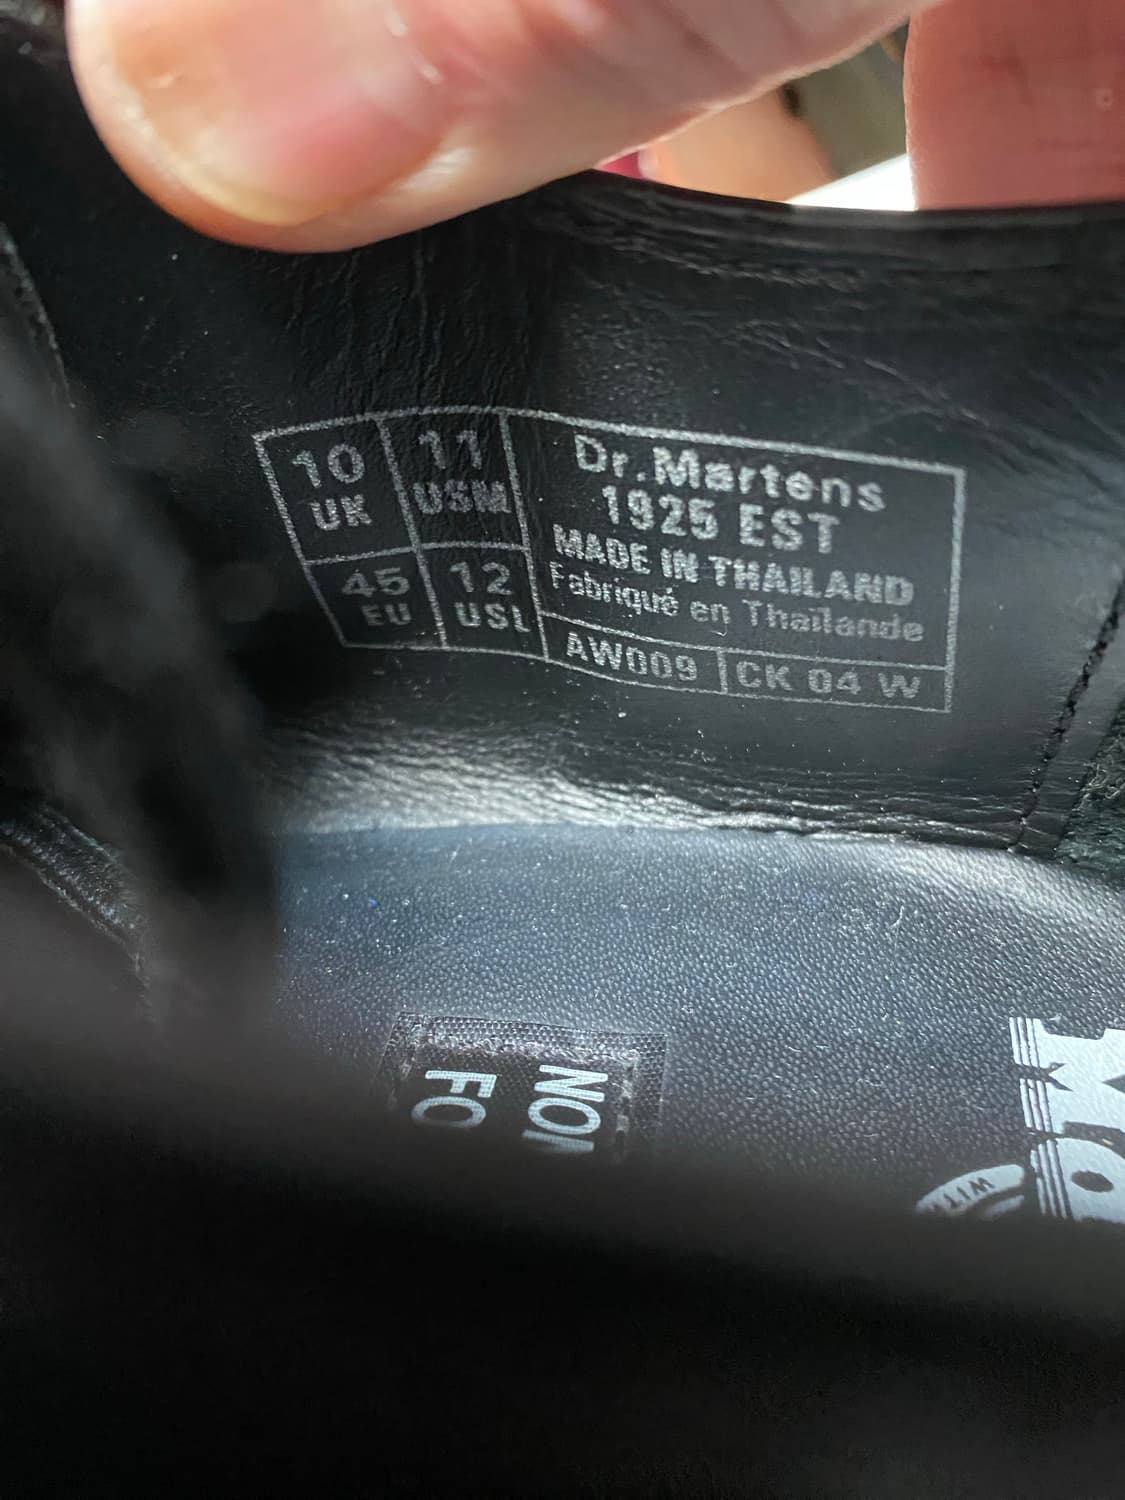 10
UK
11
USM
45
EU
12
USL
Dr.Martens
1925 EST
MADE IN THAILAND
Fabriqué en Thaïlande
AW009
CK 04 W